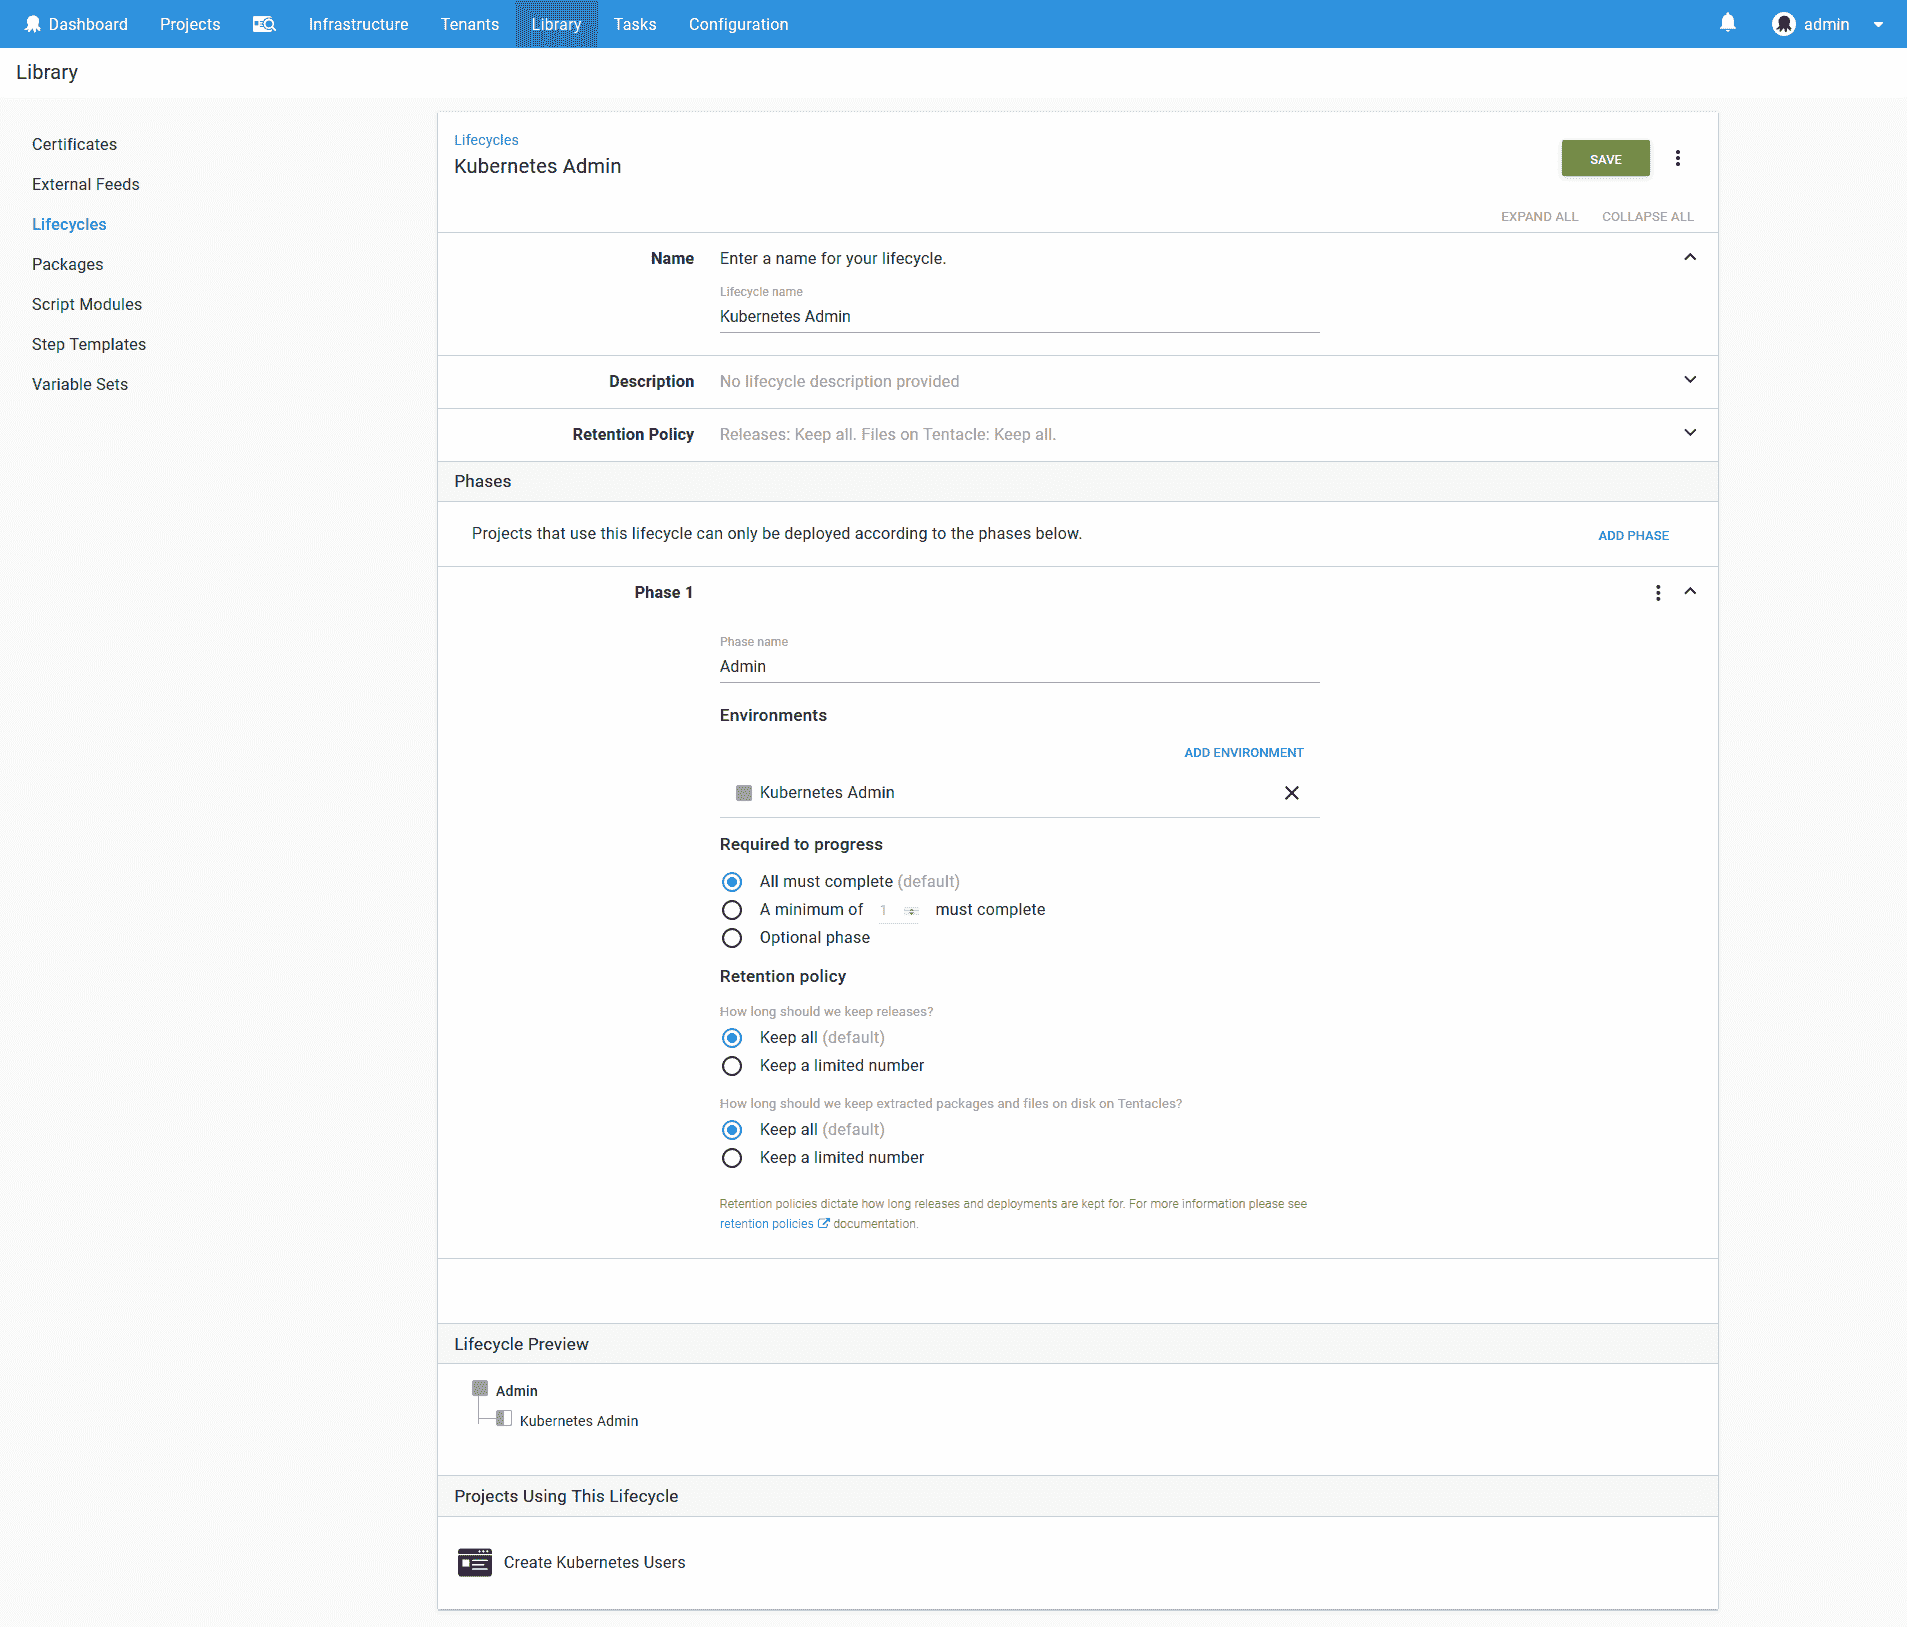 Dashboard Projects Infrastructure Tenants Library Tasks Configuration admin
Library
Certificates
External Feeds
Lifecycles
Packages
Script Modules
Step Templates
Variable Sets
Lifecycles
Kubernetes Admin
SAVE
EXPAND ALL COLLAPSE ALL
Name Enter a name for your lifecycle.
Lifecycle name
Kubernetes Admin
Description No lifecycle description provided
Retention Policy Releases: Keep all. Files on Tentacle: Keep all.
Phases
Projects that use this lifecycle can only be deployed according to the phases below. ADD PHASE
Phase 1
Phase name
Admin
Environments
ADD ENVIRONMENT
Kubernetes Admin
Required to progress
All must complete (default)
A minimum of 1 must complete
Optional phase
Retention policy
How long should we keep releases?
Keep all (default)
Keep a limited number
How long should we keep extracted packages and files on disk on Tentacles?
Keep all (default)
Keep a limited number
Retention policies dictate how long releases and deployments are kept for. For more information please see
retention policies documentation.
Lifecycle Preview
Admin
Kubernetes Admin
Projects Using This Lifecycle
Create Kubernetes Users